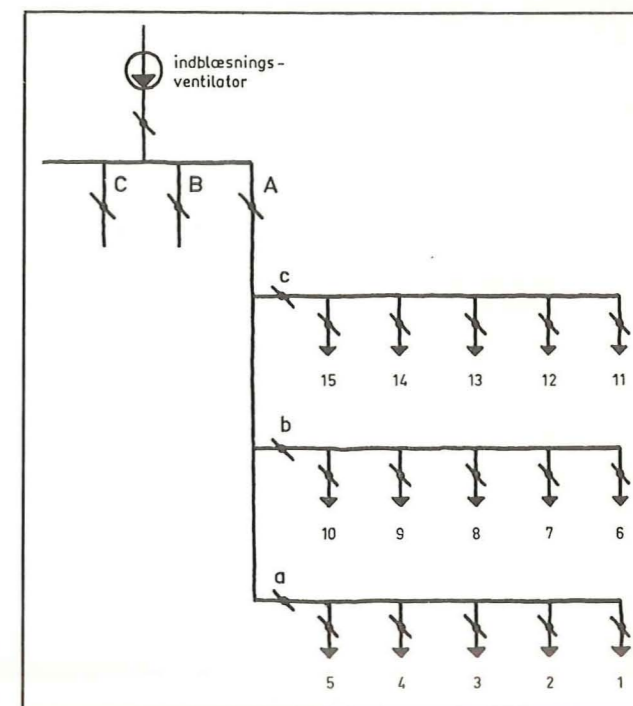 indblæsnings-
ventilator
C B A
c
15 14 13 12 11
b
10 9 8 7 6
a
5 4 3 2 1